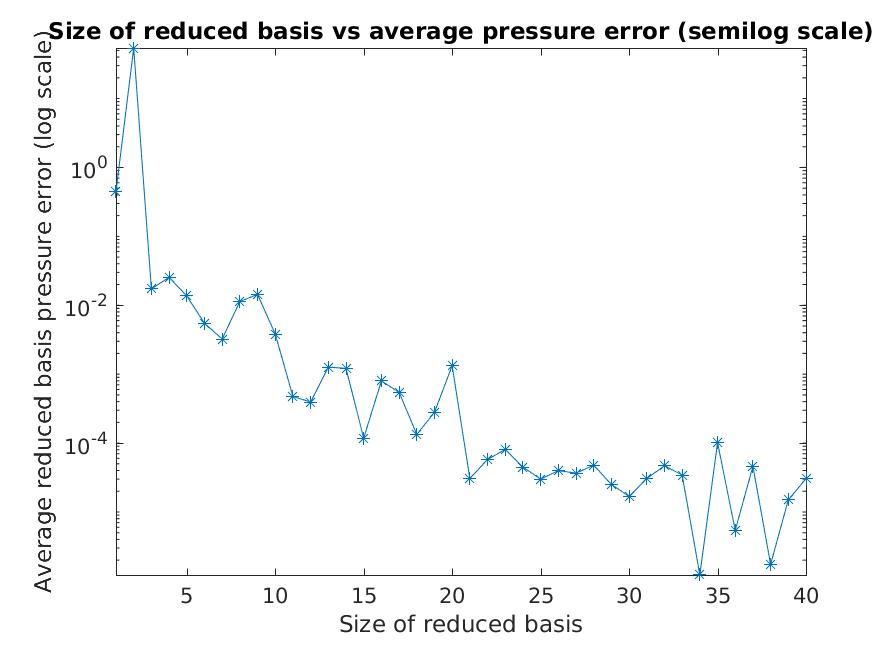 Size of reduced basis vs average pressure error (semilog scale)
Average reduced basis pressure error (log scale)
10^0
10^-2
10^-4
5 10 15 20 25 30 35 40
Size of reduced basis